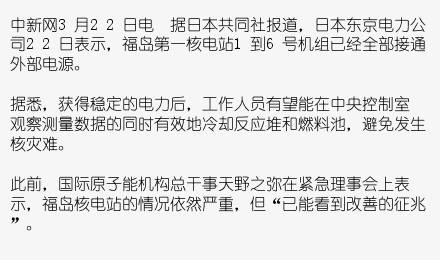 中新网3 月2 2 日电　据日本共同社报道，日本东京电力公
司2 2 日表示，福岛第一核电站1 到6 号机组已经全部接通
外部电源。
据悉，获得稳定的电力后，工作人员有望能在中央控制室
观察测量数据的同时有效地冷却反应堆和燃料池，避免发生
核灾难。
此前，国际原子能机构总干事天野之弥在紧急理事会上表
示，福岛核电站的情况依然严重，但“已能看到改善的征兆
”。